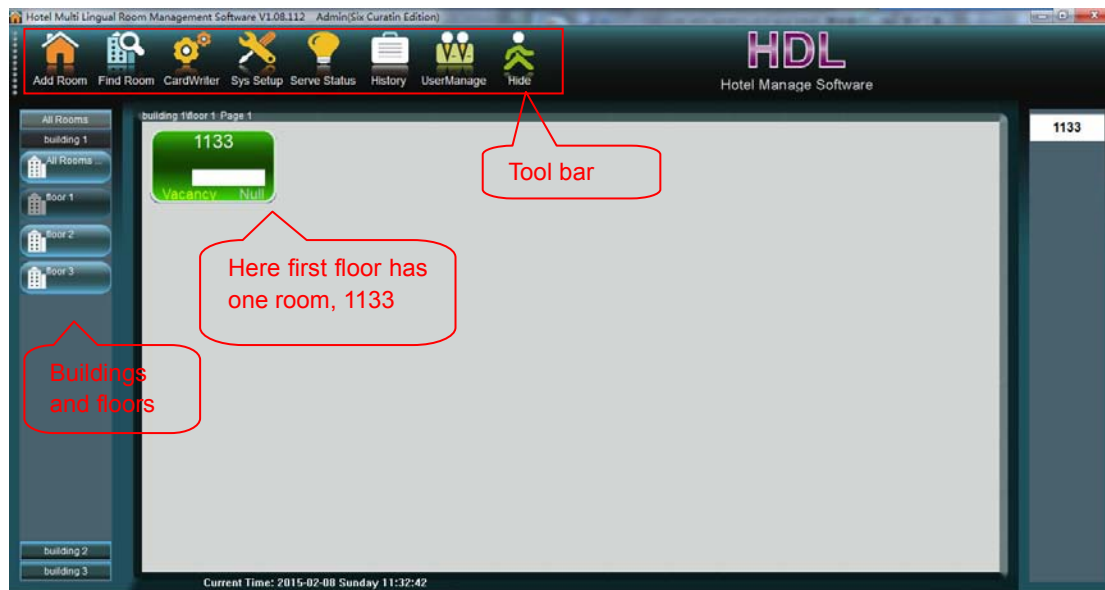 Hotel Multi Lingual Room Management Software V1.08.112 Admin(Six Curatin Edition)
Add Room Find Room CardWriter Sys Setup Serve Status History UserManage Hide
HDL
Hotel Manage Software
All Rooms
building 1
All Rooms ...
floor 1
floor 2
floor 3
building 2
building 3
building 1\floor 1 Page 1
1133
Vacancy Null
Tool bar
Here first floor has
one room, 1133
Buildings
and floors
1133
Current Time: 2015-02-08 Sunday 11:32:42